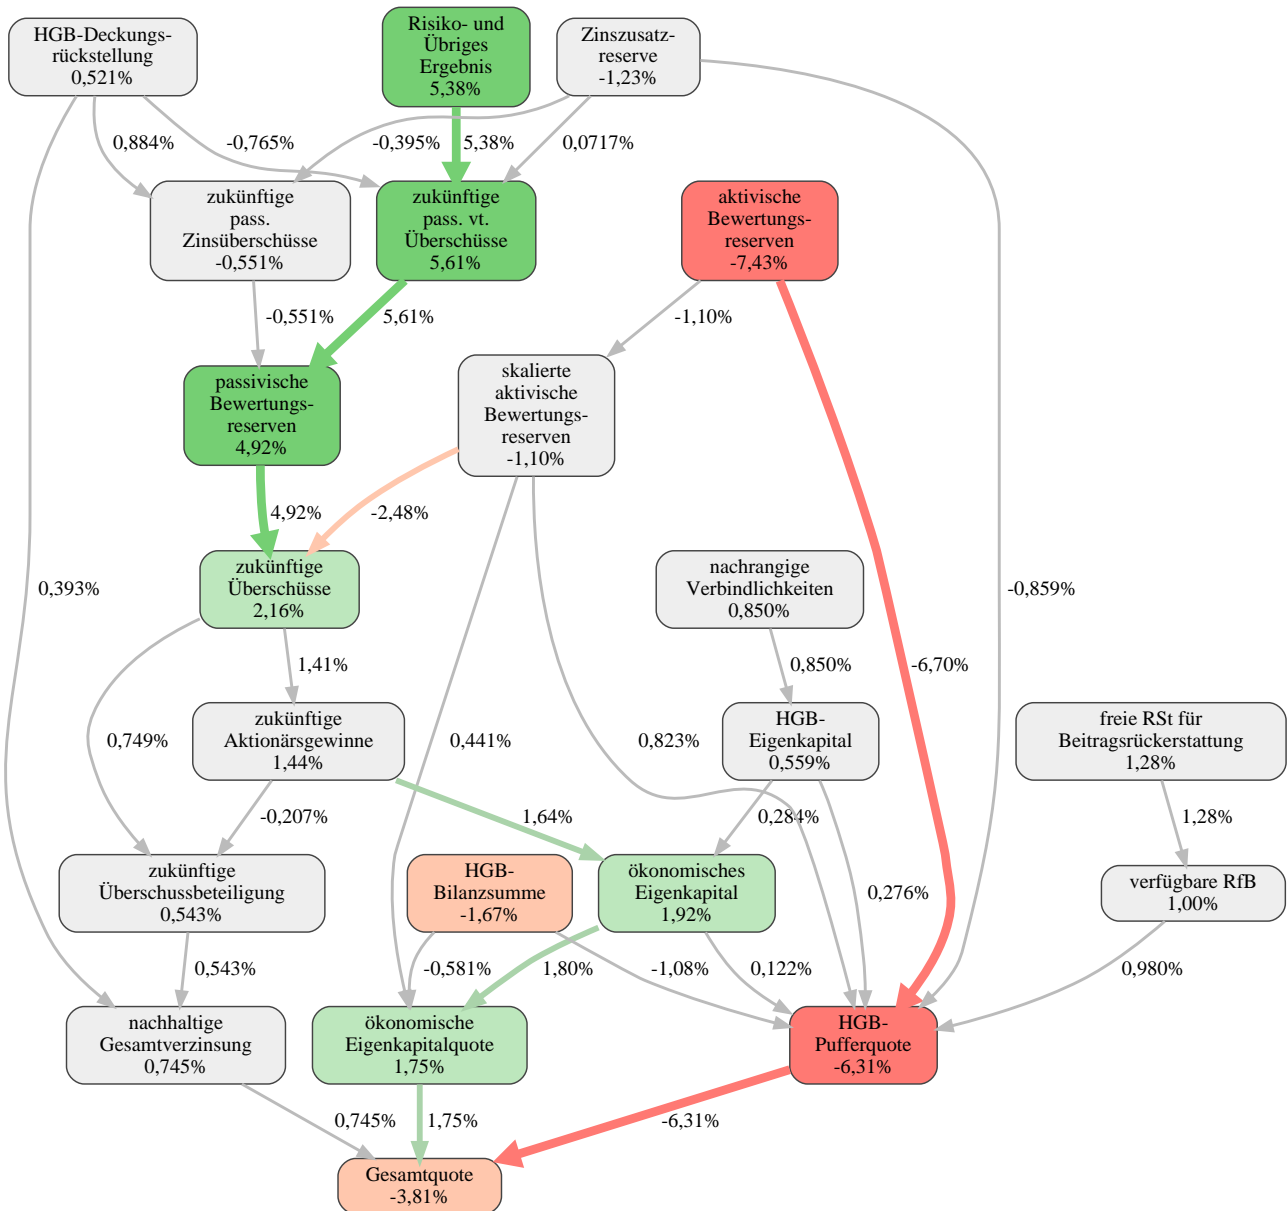 HGB-Deckungs-
rückstellung
0,521%
Risiko- und
Übriges
Ergebnis
5,38%
Zinszusatz-
reserve
-1,23%
0,884%
-0,765%
-0,395%
5,38%
0,0717%
zukünftige
pass.
Zinsüberschüsse
-0,551%
zukünftige
pass. vt.
Überschüsse
5,61%
aktivische
Bewertungs-
reserven
-7,43%
-0,551%
5,61%
-1,10%
passivische
Bewertungs-
reserven
4,92%
skalierte
aktivische
Bewertungs-
reserven
-1,10%
4,92%
-2,48%
zukünftige
Überschüsse
2,16%
nachrangige
Verbindlichkeiten
0,850%
0,393%
-0,859%
1,41%
0,850%
-6,70%
zukünftige
Aktionärsgewinne
1,44%
HGB-
Eigenkapital
0,559%
freie RSt für
Beitragsrückerstattung
1,28%
0,749%
0,441%
0,823%
-0,207%
1,64%
0,284%
1,28%
zukünftige
Überschussbeteiligung
0,543%
HGB-
Bilanzsumme
-1,67%
ökonomisches
Eigenkapital
1,92%
0,276%
verfügbare RfB
1,00%
0,543%
-0,581%
1,80%
-1,08%
0,122%
0,980%
nachhaltige
Gesamtverzinsung
0,745%
ökonomische
Eigenkapitalquote
1,75%
HGB-
Pufferquote
-6,31%
0,745%
1,75%
-6,31%
Gesamtquote
-3,81%